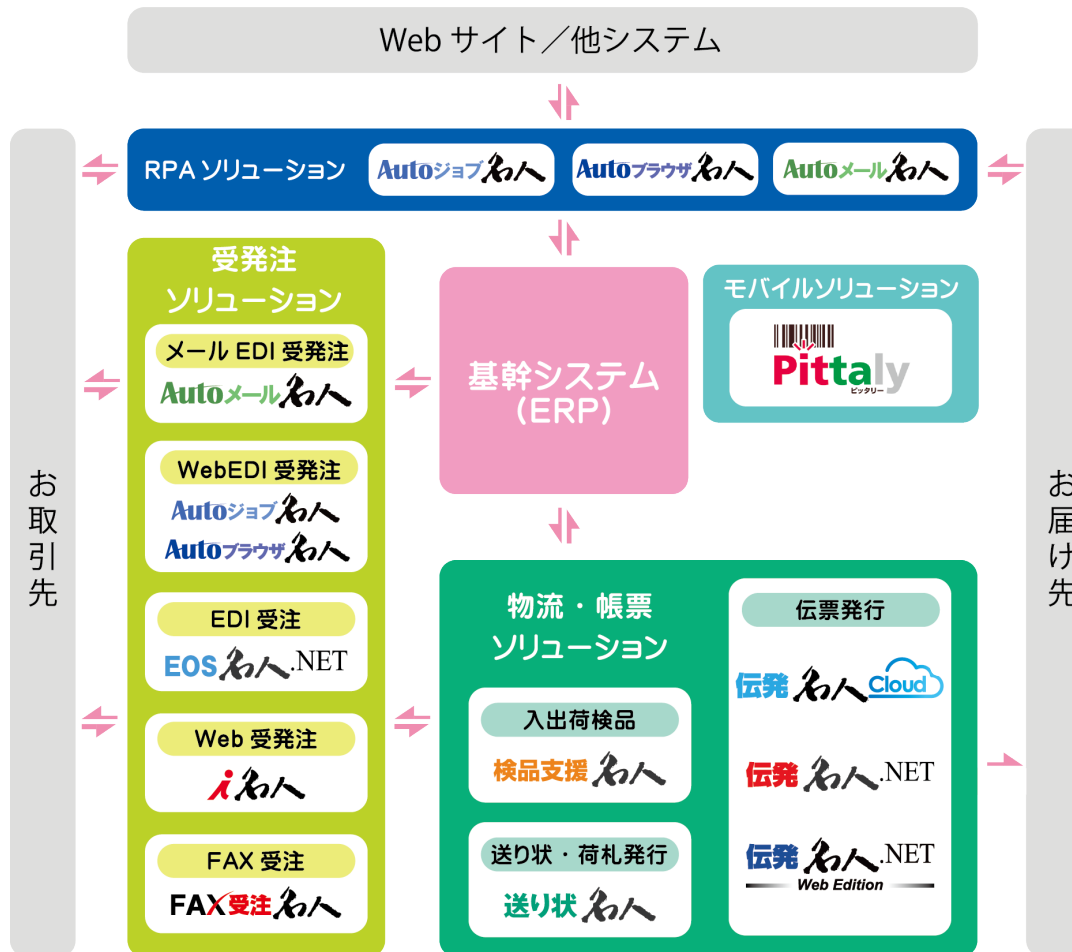 Web サイト／他システム
RPA ソリューション
Autoジョブ名人
Autoブラウザ名人
Autoメール名人
お取引先
受発注
ソリューション
メール EDI 受発注
Autoメール名人
WebEDI 受発注
Autoジョブ名人
Autoブラウザ名人
EDI 受注
EOS名人.NET
Web 受発注
i名人
FAX 受注
FAX受注名人
基幹システム
(ERP)
モバイルソリューション
Pittaly
ピッタリー
物流・帳票
ソリューション
入出荷検品
検品支援名人
送り状・荷札発行
送り状名人
伝票発行
伝発名人Cloud
伝発名人.NET
伝発名人.NET
Web Edition
お届け先